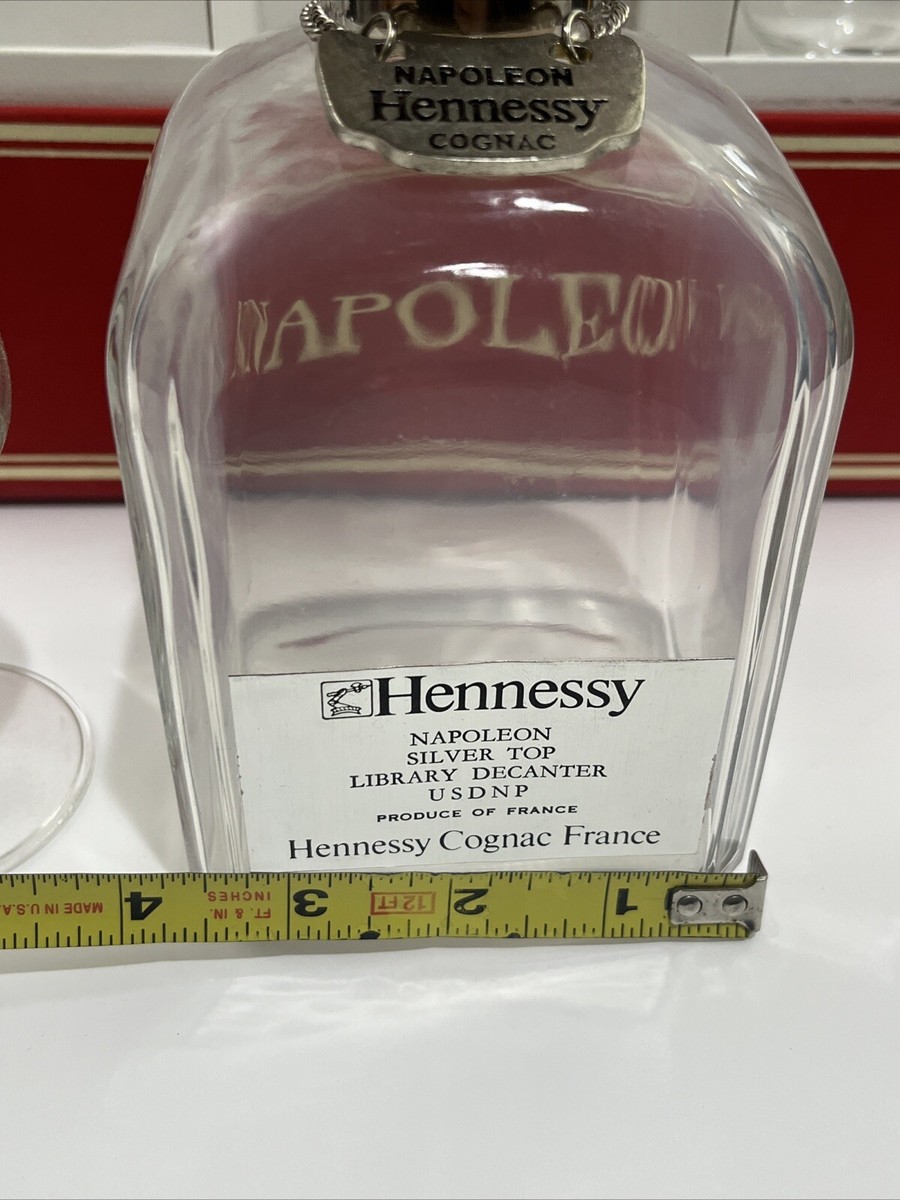 NAPOLEON
Hennessy
COGNAC
NAPOLEON
Hennessy
NAPOLEON
SILVER TOP
LIBRARY DECANTER
USDNP
PRODUCE OF FRANCE
Hennessy Cognac France
1
2
12FT
3
FT. & IN.
INCHES
4
MADE IN U.S.A.